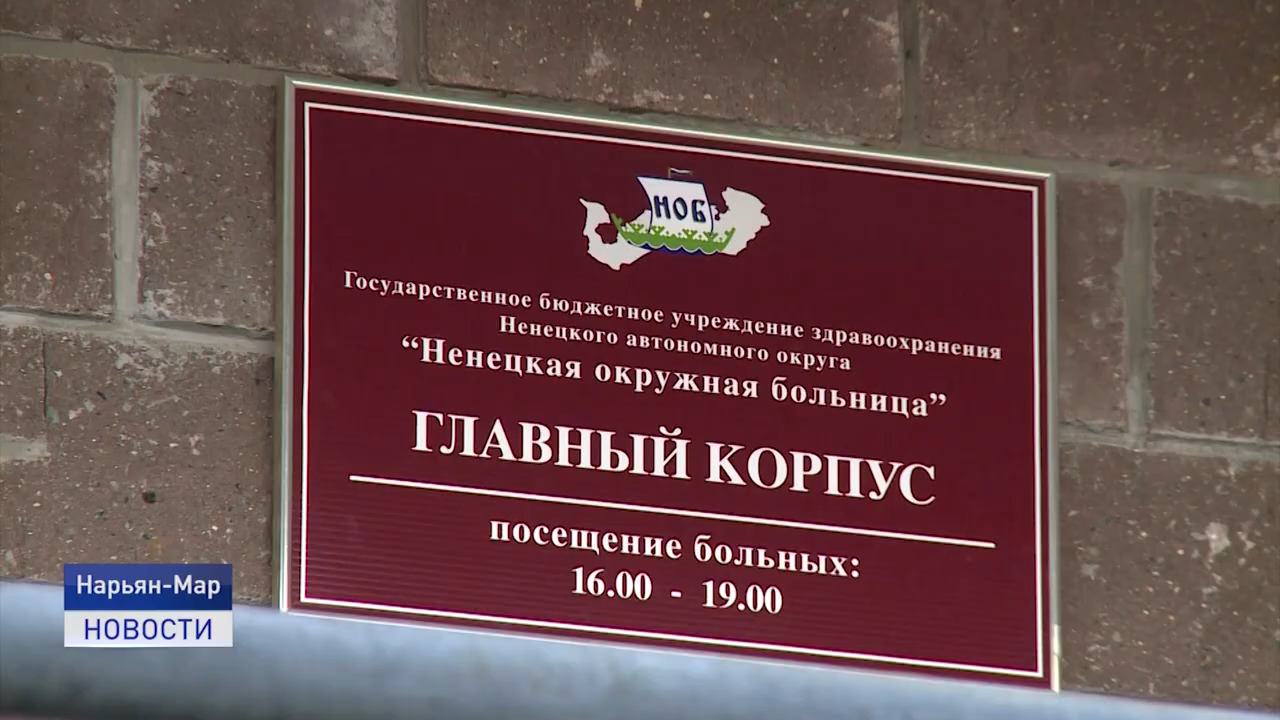 НОБ
Государственное бюджетное учреждение здравоохранения
Ненецкого автономного округа
“Ненецкая окружная больница”
ГЛАВНЫЙ КОРПУС
посещение больных:
16.00 - 19.00
Нарьян-Мар
НОВОСТИ